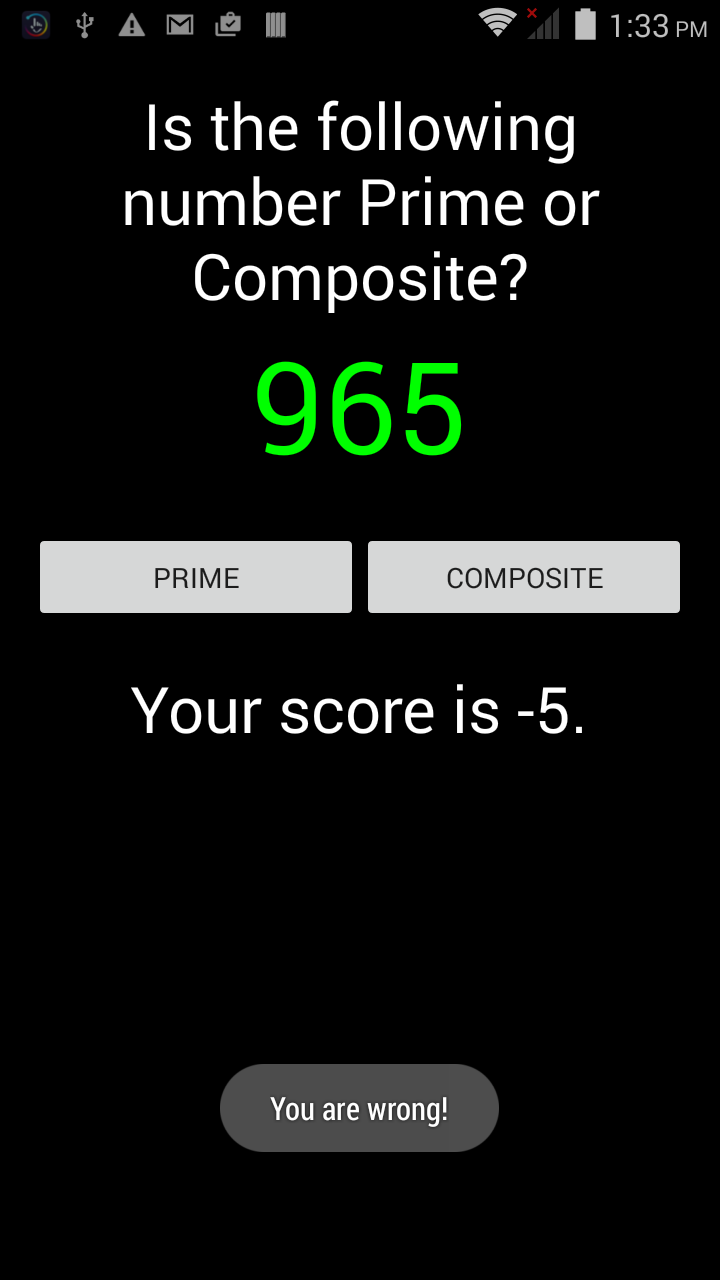 1:33 PM
Is the following
number Prime or
Composite?
965
PRIME
COMPOSITE
Your score is -5.
You are wrong!